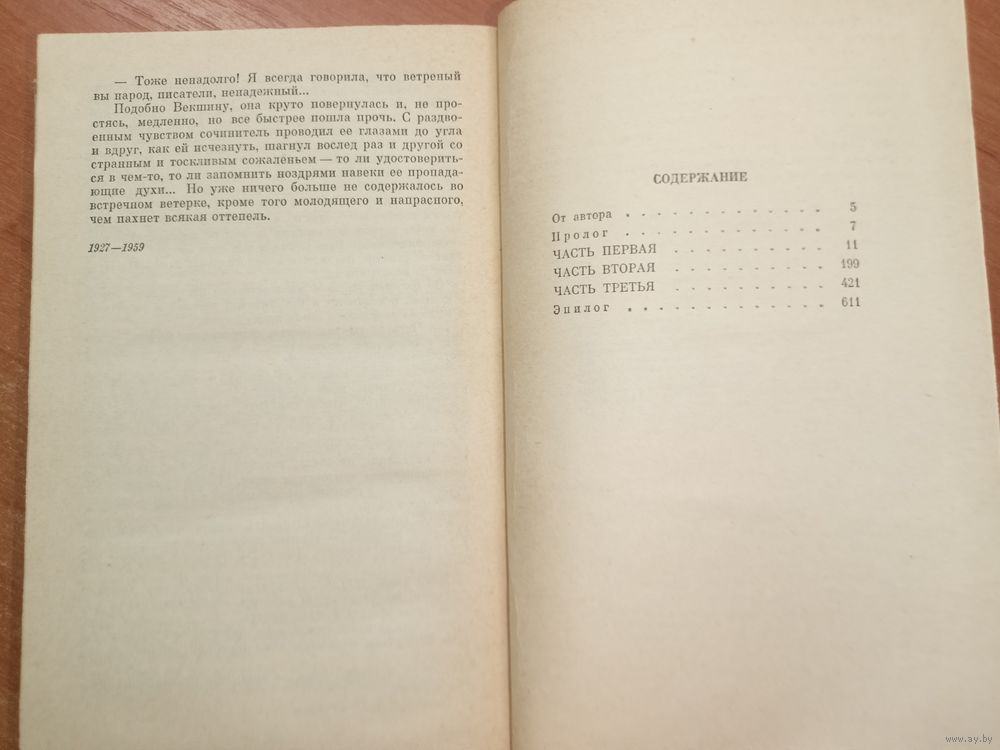 — Тоже ненадолго! Я всегда говорила, что ветреный
вы народ, писатели, ненадежный...
Подобно Векшину, она круто повернулась и, не про-
стясь, медленно, но все быстрее пошла прочь. С раздво-
енным чувством сочинитель проводил ее глазами до угла
и вдруг, как ей исчезнуть, шагнул вослед раз и другой со
странным и тоскливым сожаленьем — то ли удостоверить-
ся в чем-то, то ли запомнить ноздрями навеки ее пропада-
ющие духи... Но уже ничего больше не содержалось во
встречном ветерке, кроме того молодящего и напрасного,
чем пахнет всякая оттепель.
1927—1959
СОДЕРЖАНИЕ
От автора . . . . . . . . . . . . 5
Пролог . . . . . . . . . . . . 7
ЧАСТЬ ПЕРВАЯ . . . . . . . . . 11
ЧАСТЬ ВТОРАЯ . . . . . . . . . 199
ЧАСТЬ ТРЕТЬЯ . . . . . . . . . 421
Эпилог . . . . . . . . . . . . 611
www.ay.by